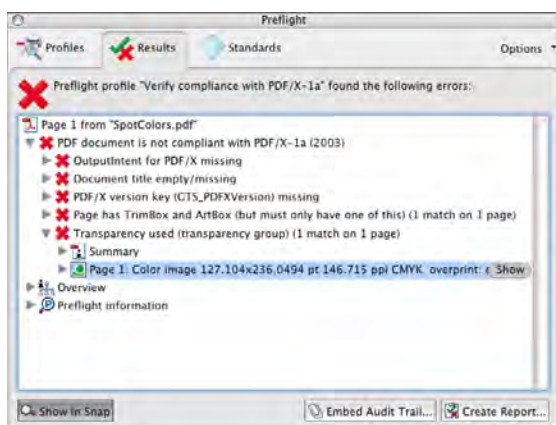 Preflight
Profiles Results Standards Options
Preflight profile "Verify compliance with PDF/X-1a" found the following errors:
Page 1 from "SpotColors.pdf"
PDF document is not compliant with PDF/X-1a (2003)
OutputIntent for PDF/X missing
Document title empty/missing
PDF/X version key (GTS_PDFXVersion) missing
Page has TrimBox and ArtBox (but must only have one of this) (1 match on 1 page)
Transparency used (transparency group) (1 match on 1 page)
Summary
Page 1: Color image 127.104x236.0494 pt 146.715 ppi CMYK overprint: Show
Overview
Preflight information
Show in Snap Embed Audit Trail... Create Report...